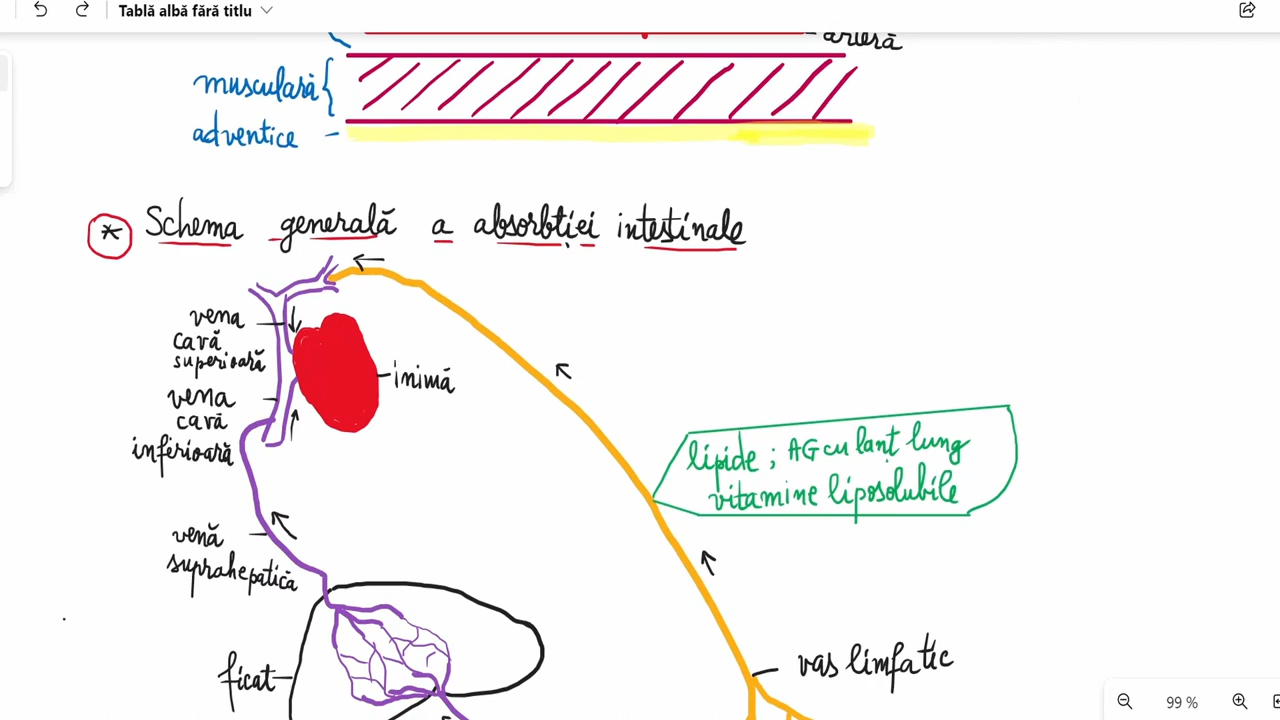 Tablă albă fără titlu
arteră
musculară
adventice
* Schema generală a absorbției intestinale
vena
cavă
superioară
inimă
vena
cavă
inferioară
lipide ; AG cu lanț lung
vitamine liposolubile
venă
suprahepatică
vas limfatic
ficat
99 %